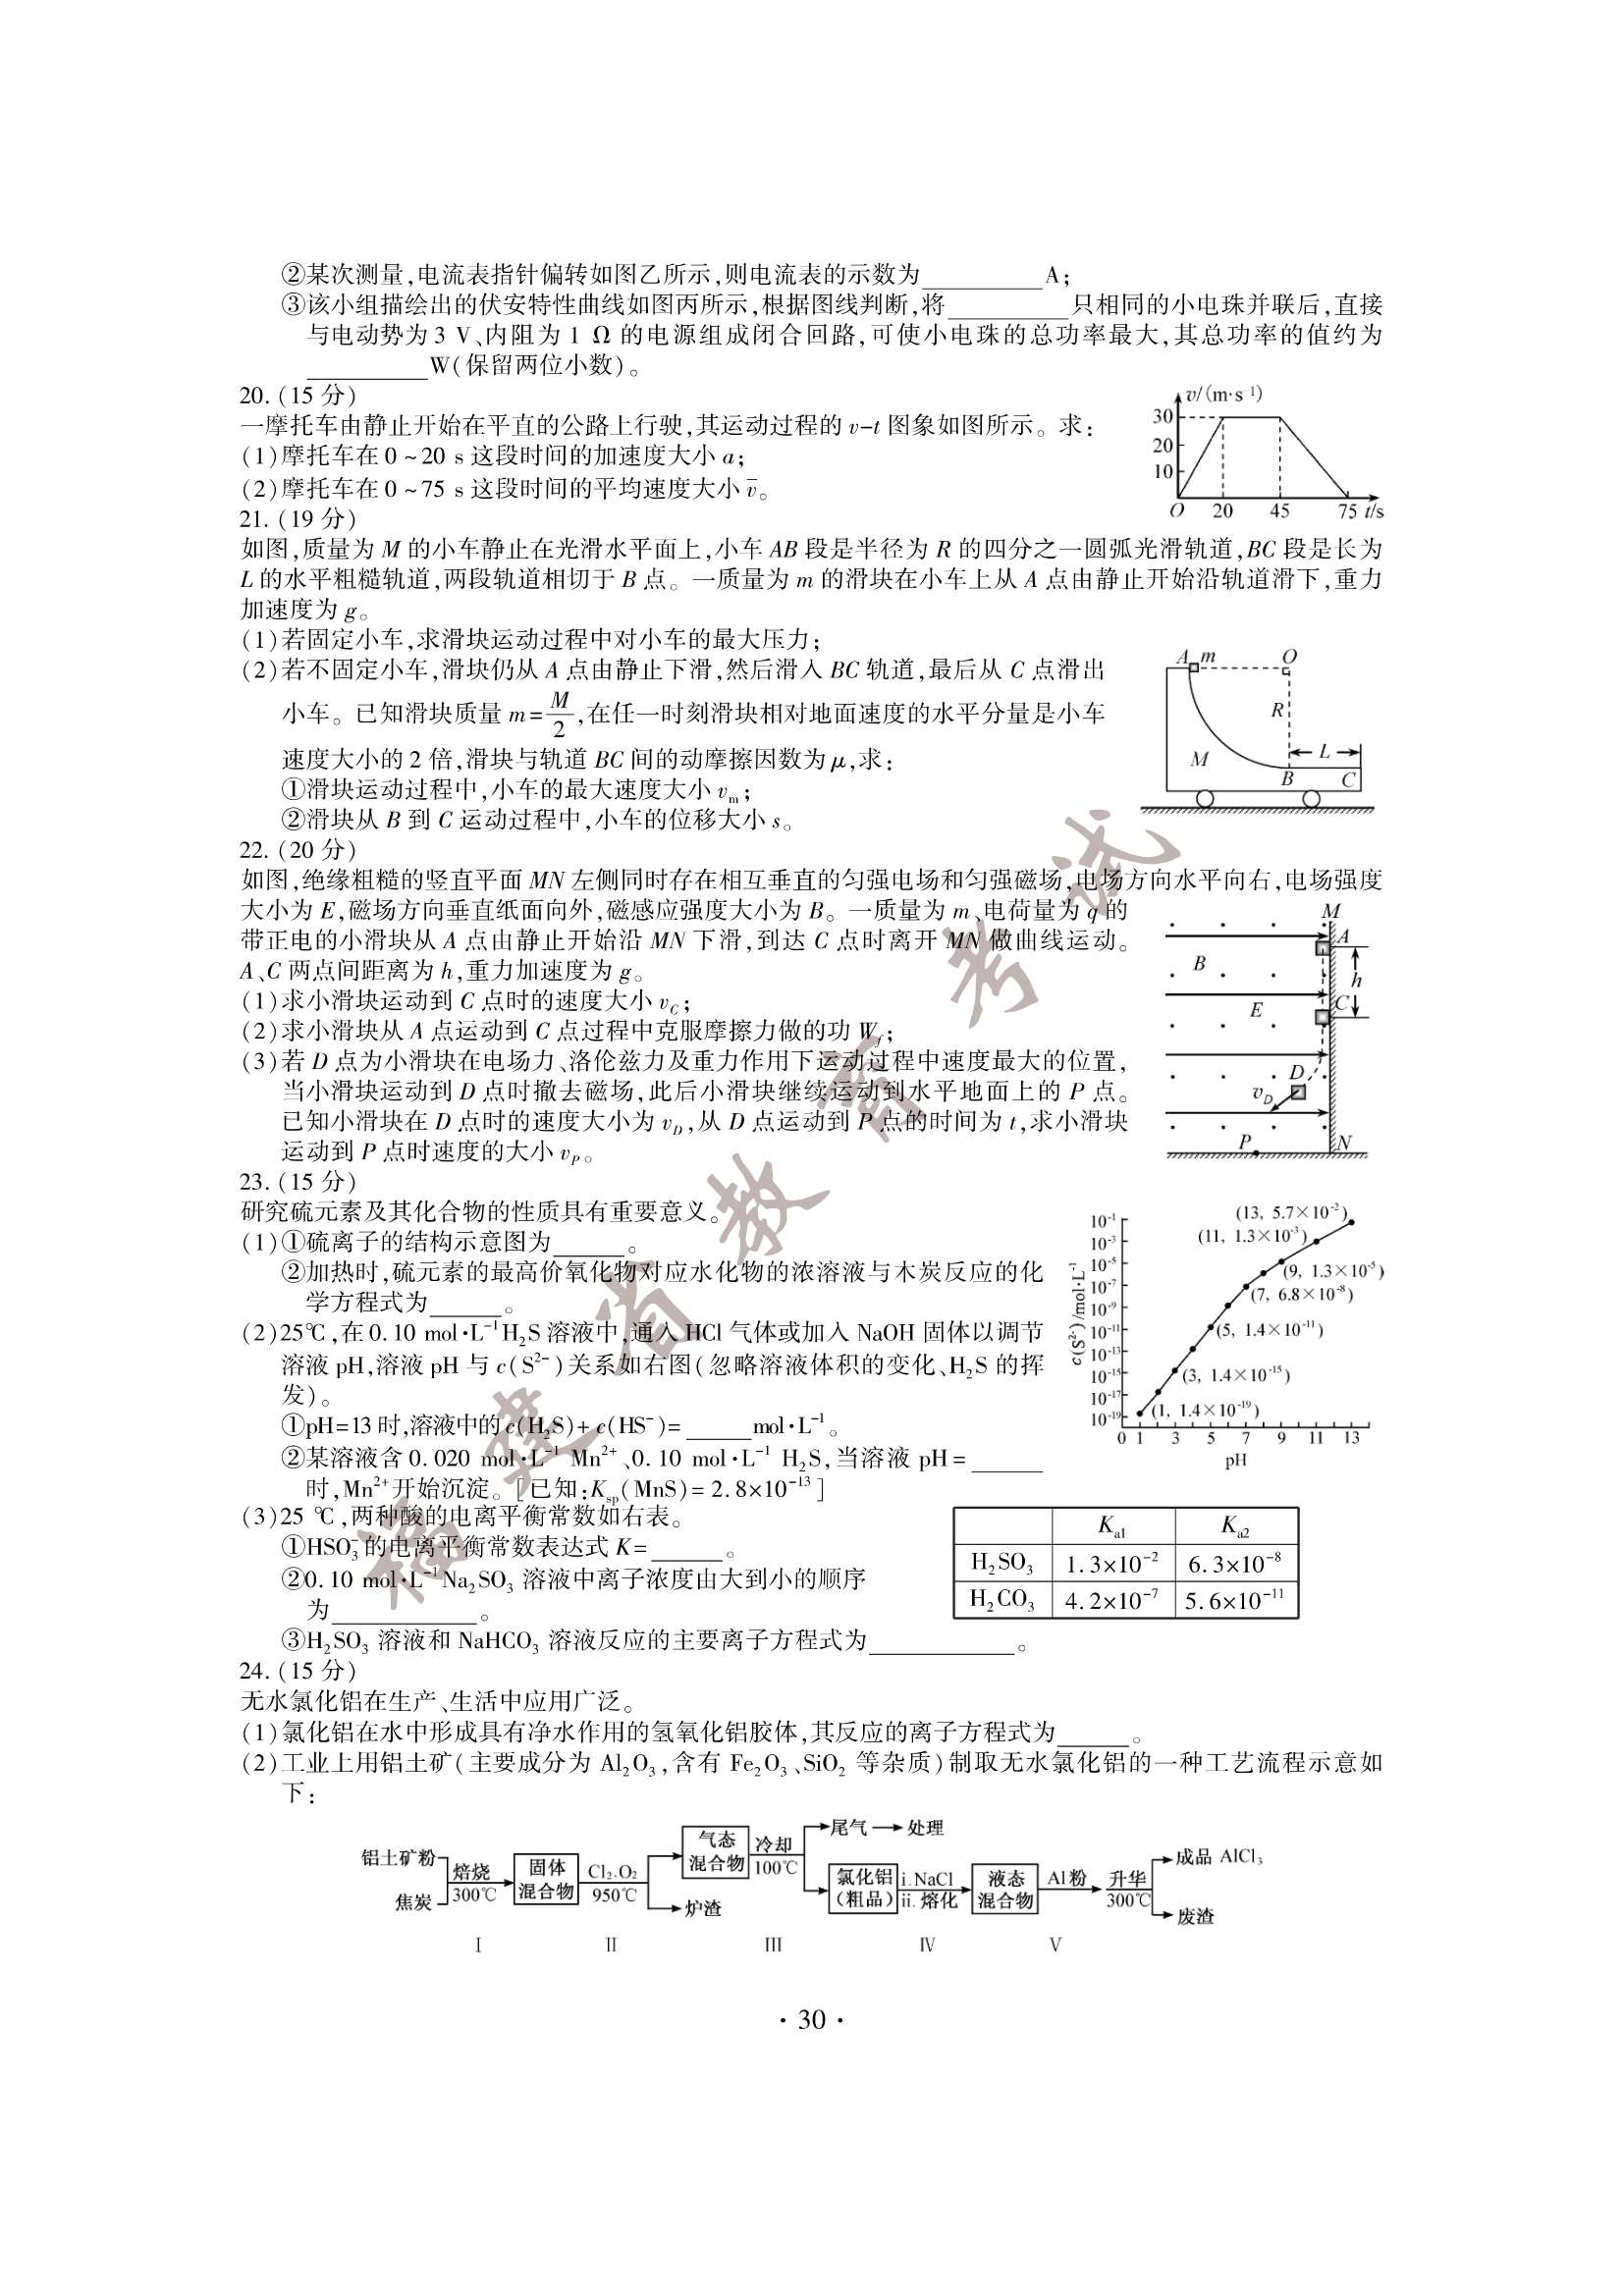 ②某次测量,电流表指针偏转如图乙所示,则电流表的示数为__________A;
③该小组描绘出的伏安特性曲线如图丙所示,根据图线判断,将__________只相同的小电珠并联后,直接
与电动势为3 V、内阻为1 Ω的电源组成闭合回路,可使小电珠的总功率最大,其总功率的值约为
__________W(保留两位小数)。
20. (15分)
一摩托车由静止开始在平直的公路上行驶,其运动过程的v-t图象如图所示。求:
(1)摩托车在0~20 s这段时间的加速度大小a;
(2)摩托车在0~75 s这段时间的平均速度大小v̄。
v/(m·s⁻¹)
30
20
10
O 20 45 75 t/s
21. (19分)
如图,质量为M的小车静止在光滑水平面上,小车AB段是半径为R的四分之一圆弧光滑轨道,BC段是长为
L的水平粗糙轨道,两段轨道相切于B点。一质量为m的滑块在小车上从A点由静止开始沿轨道滑下,重力
加速度为g。
(1)若固定小车,求滑块运动过程中对小车的最大压力;
(2)若不固定小车,滑块仍从A点由静止下滑,然后滑入BC轨道,最后从C点滑出
小车。已知滑块质量m=M/2,在任一时刻滑块相对地面速度的水平分量是小车
速度大小的2倍,滑块与轨道BC间的动摩擦因数为μ,求:
①滑块运动过程中,小车的最大速度大小vₘ;
②滑块从B到C运动过程中,小车的位移大小s。
A m O
R
M L
B C
22. (20分)
如图,绝缘粗糙的竖直平面MN左侧同时存在相互垂直的匀强电场和匀强磁场,电场方向水平向右,电场强度
大小为E,磁场方向垂直纸面向外,磁感应强度大小为B。一质量为m、电荷量为q的
带正电的小滑块从A点由静止开始沿MN下滑,到达C点时离开MN做曲线运动。
A、C两点间距离为h,重力加速度为g。
(1)求小滑块运动到C点时的速度大小v_C;
(2)求小滑块从A点运动到C点过程中克服摩擦力做的功W_f;
(3)若D点为小滑块在电场力、洛伦兹力及重力作用下运动过程中速度最大的位置,
当小滑块运动到D点时撤去磁场,此后小滑块继续运动到水平地面上的P点。
已知小滑块在D点时的速度大小为v_D,从D点运动到P点的时间为t,求小滑块
运动到P点时速度的大小v_P。
M
A
B
h
E C
D
v_D
P N
23. (15分)
研究硫元素及其化合物的性质具有重要意义。
(1)①硫离子的结构示意图为______。
②加热时,硫元素的最高价氧化物对应水化物的浓溶液与木炭反应的化
学方程式为______。
(2)25℃,在0.10 mol·L⁻¹H₂S溶液中,通入HCl气体或加入NaOH固体以调节
溶液pH,溶液pH与c(S²⁻)关系如右图(忽略溶液体积的变化、H₂S的挥
发)。
①pH=13时,溶液中的c(H₂S)+c(HS⁻)=_____mol·L⁻¹。
②某溶液含0.020 mol·L⁻¹ Mn²⁺、0.10 mol·L⁻¹ H₂S,当溶液pH=______
时,Mn²⁺开始沉淀。[已知:Kₛₚ(MnS)=2.8×10⁻¹³]
c(S²⁻)/mol·L⁻¹
10⁻¹
10⁻³
10⁻⁵
10⁻⁷
10⁻⁹
10⁻¹¹
10⁻¹³
10⁻¹⁵
10⁻¹⁷
10⁻¹⁹
(13, 5.7×10⁻²)
(11, 1.3×10⁻³)
(9, 1.3×10⁻⁵)
(7, 6.8×10⁻⁸)
(5, 1.4×10⁻¹¹)
(3, 1.4×10⁻¹⁵)
(1, 1.4×10⁻¹⁹)
0 1 3 5 7 9 11 13
pH
(3)25 ℃,两种酸的电离平衡常数如右表。
①HSO₃⁻的电离平衡常数表达式K=______。
②0.10 mol·L⁻¹Na₂SO₃溶液中离子浓度由大到小的顺序
为____________。
③H₂SO₃溶液和NaHCO₃溶液反应的主要离子方程式为____________。
Kₐ₁ Kₐ₂
H₂SO₃ 1.3×10⁻² 6.3×10⁻⁸
H₂CO₃ 4.2×10⁻⁷ 5.6×10⁻¹¹
24. (15分)
无水氯化铝在生产、生活中应用广泛。
(1)氯化铝在水中形成具有净水作用的氢氧化铝胶体,其反应的离子方程式为______。
(2)工业上用铝土矿(主要成分为Al₂O₃,含有Fe₂O₃、SiO₂等杂质)制取无水氯化铝的一种工艺流程示意如
下:
铝土矿粉
焦炭
焙烧
300℃
固体
混合物
Cl₂、O₂
950℃
气态
混合物
炉渣
冷却
100℃
尾气 处理
氯化铝
(粗品)
i. NaCl
ii. 熔化
液态
混合物
Al粉
升华
300℃
成品 AlCl₃
废渣
Ⅰ Ⅱ Ⅲ Ⅳ Ⅴ
·30·
福建省教育考试